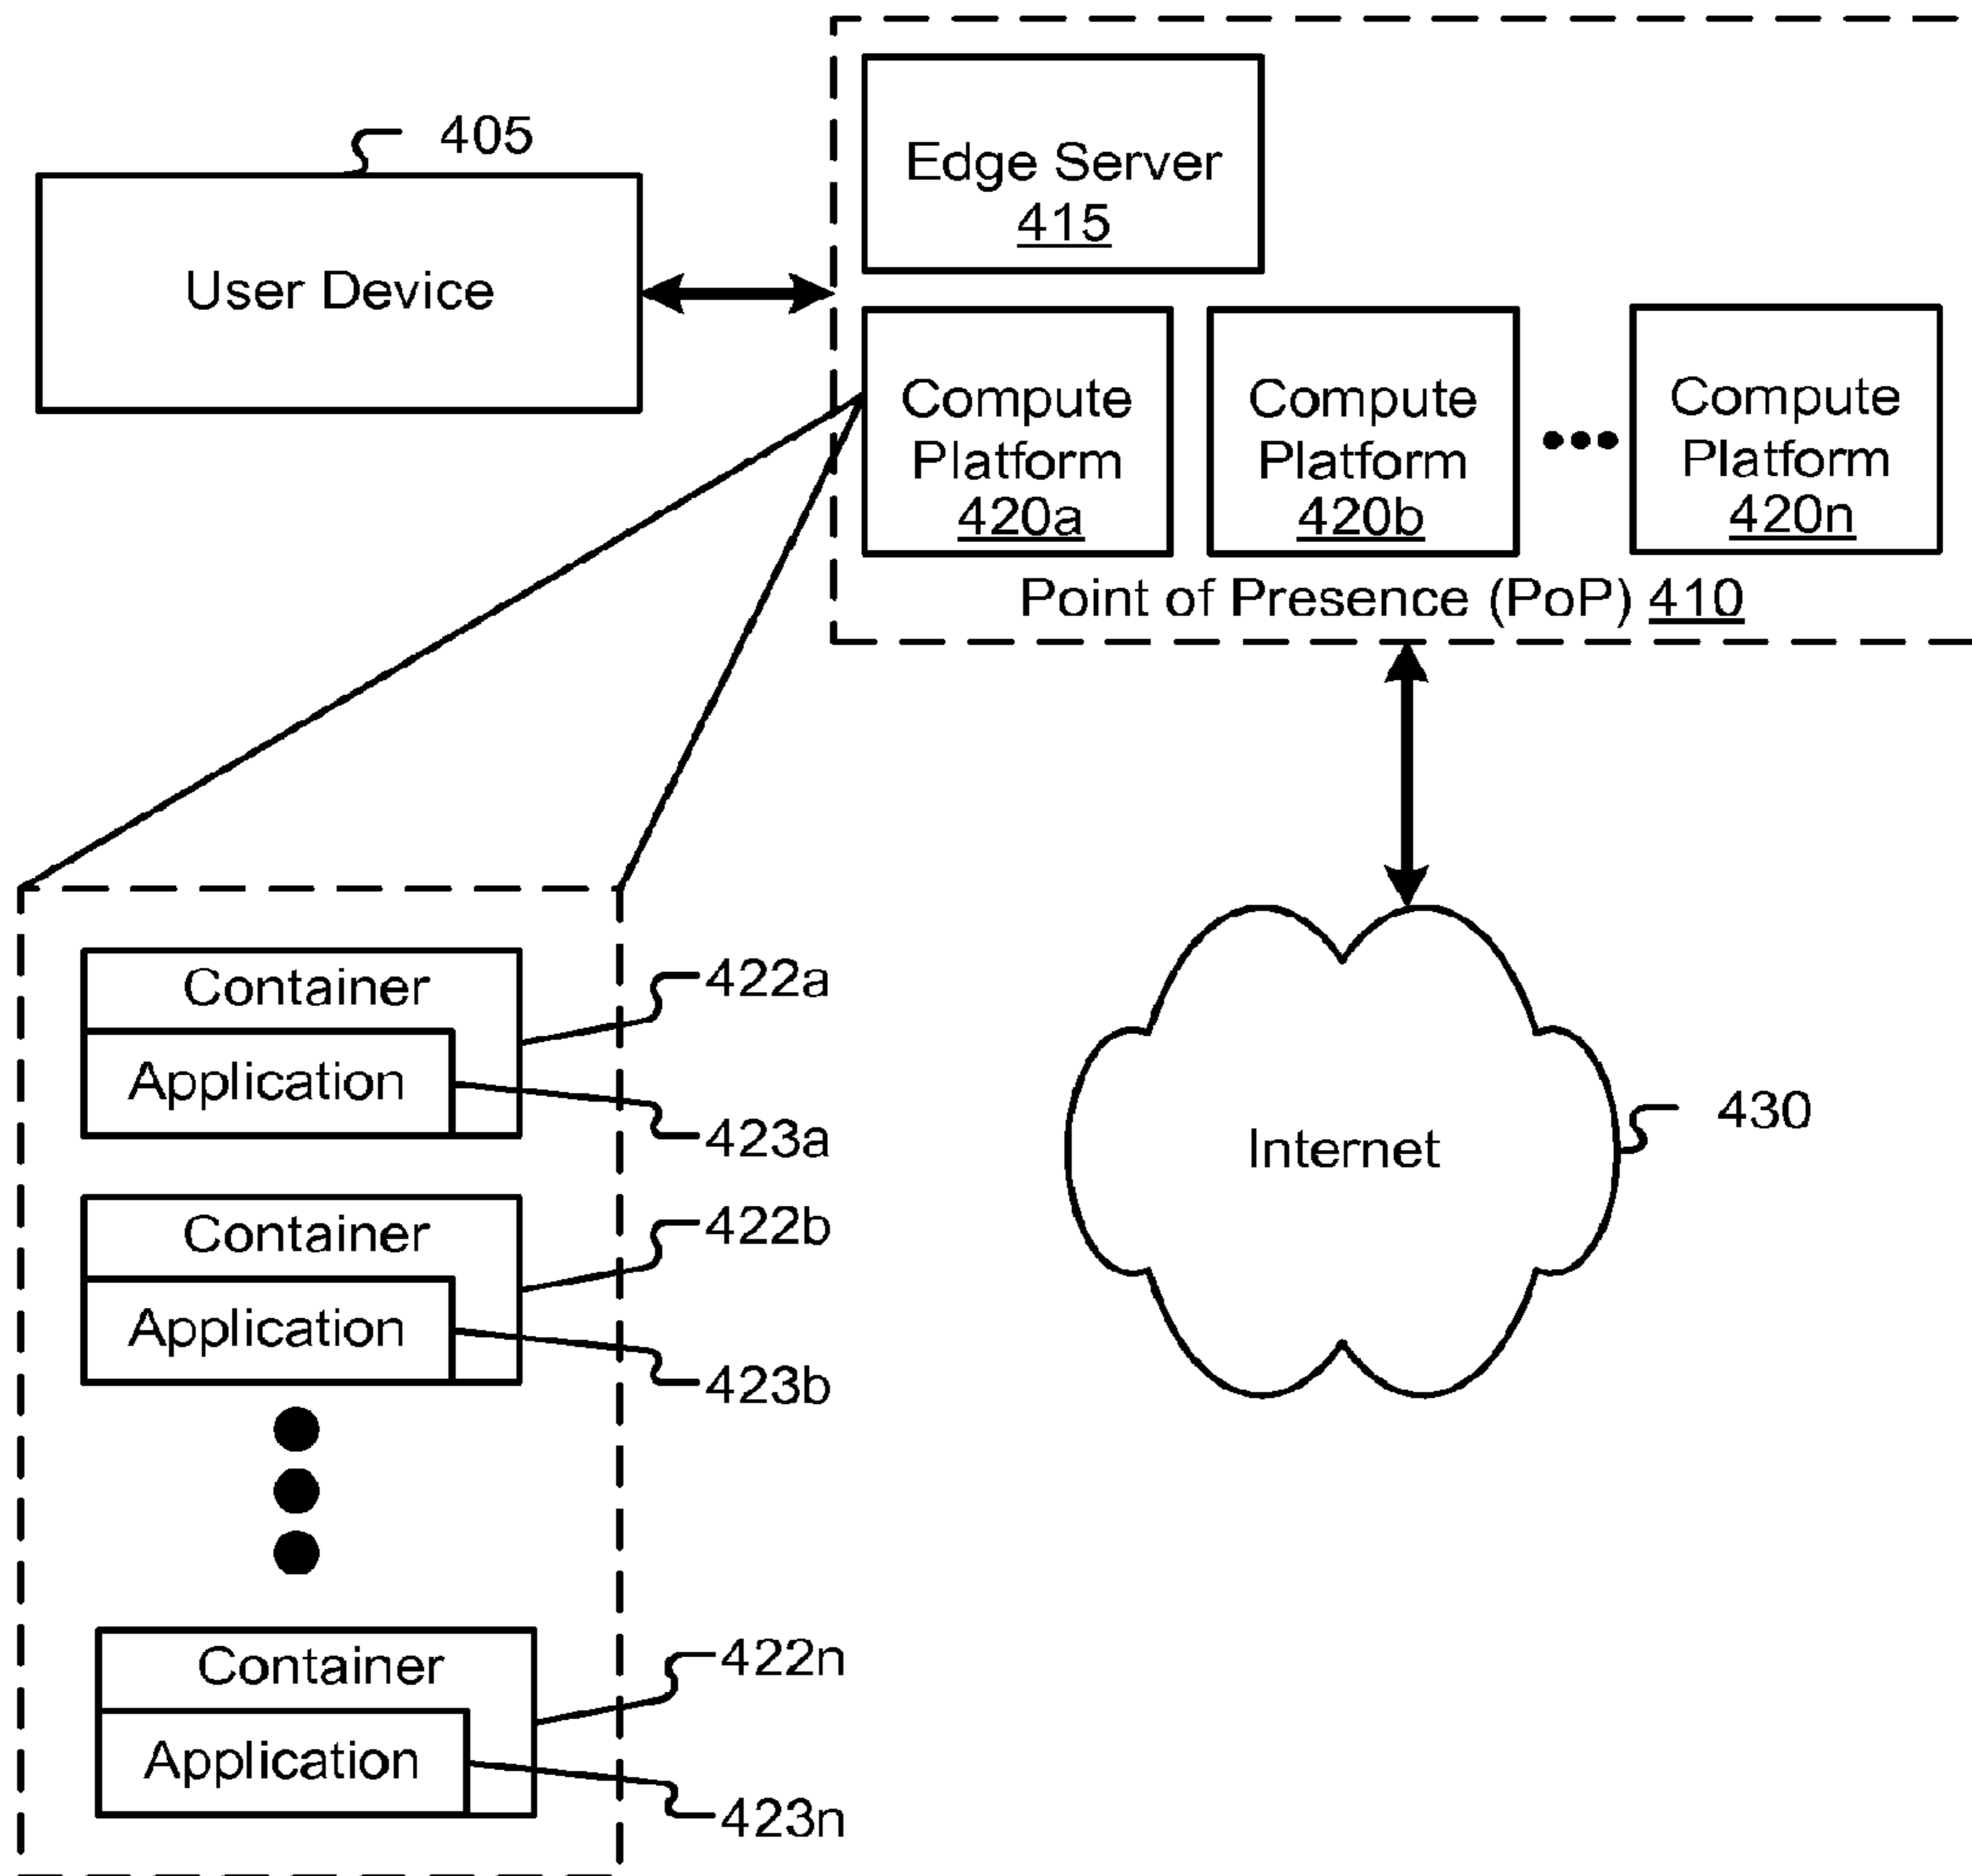 405
User Device
Edge Server
415
Compute
Platform
420a
Compute
Platform
420b
Compute
Platform
420n
Point of Presence (PoP) 410
Container
422a
Application
423a
Container
422b
Application
423b
Container
422n
Application
423n
Internet
430